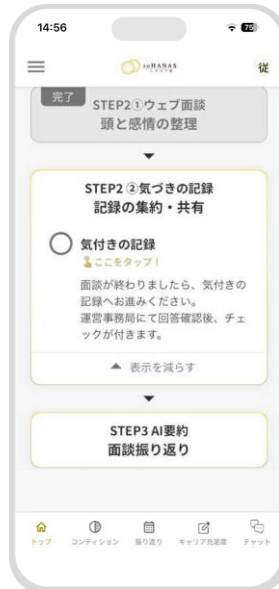 14:56
75
inHANAS
従
完了
STEP2①ウェブ面談
頭と感情の整理
STEP2 ②気づきの記録
記録の集約・共有
気付きの記録
ここをタップ！
面談が終わりましたら、気付きの
記録へお進みください。
運営事務局にて回答確認後、チェ
ックが付きます。
表示を減らす
STEP3 AI要約
面談振り返り
トップ コンディション 振り返り キャリア充足度 チャット